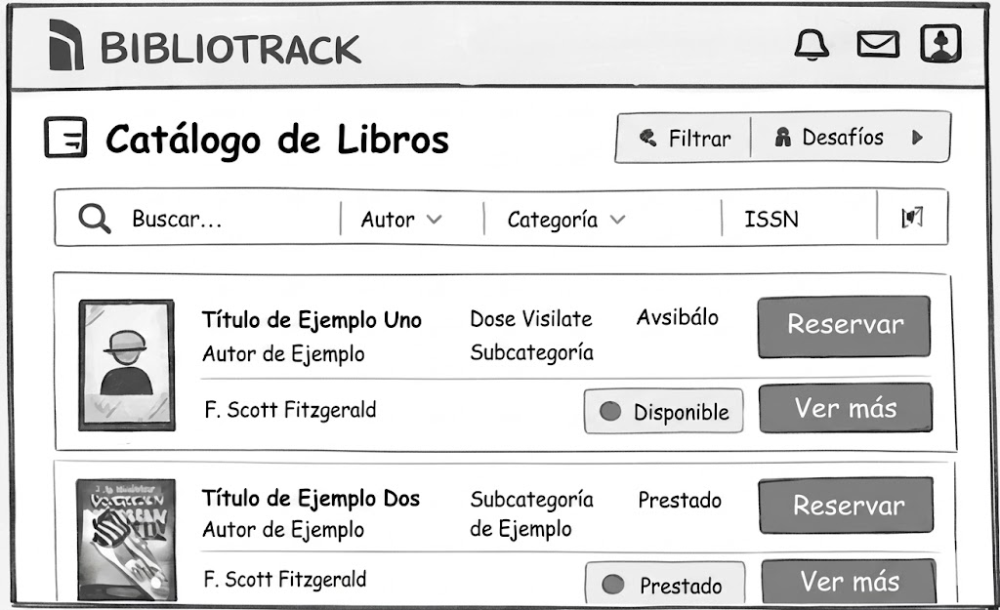 BIBLIOTRACK
Catálogo de Libros
Filtrar
Desafíos
Buscar...
Autor
Categoría
ISSN
Título de Ejemplo Uno
Dose Visilate
Avsibálo
Reservar
Autor de Ejemplo
Subcategoría
F. Scott Fitzgerald
Disponible
Ver más
Título de Ejemplo Dos
Subcategoría
Prestado
Reservar
Autor de Ejemplo
de Ejemplo
F. Scott Fitzgerald
Prestado
Ver más